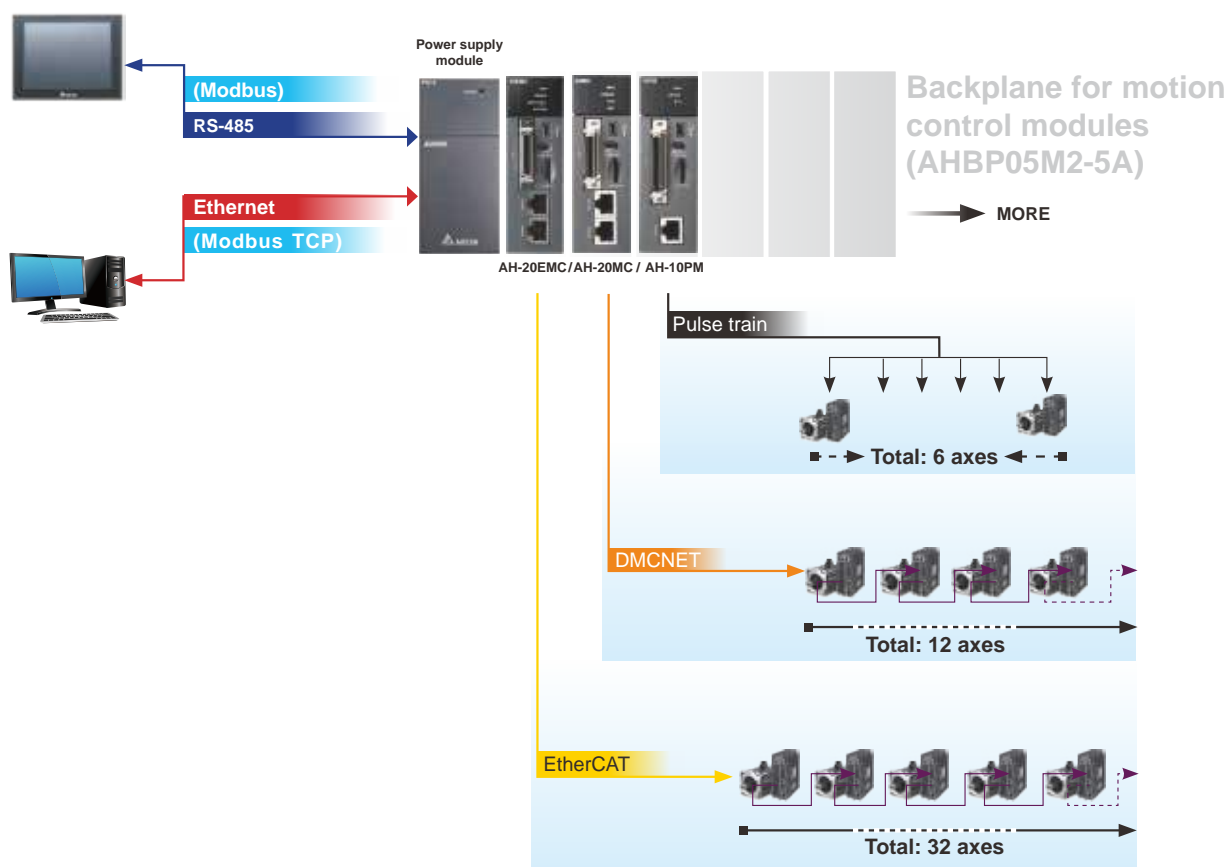 Power supply
module
(Modbus)
RS-485
Ethernet
(Modbus TCP)
Backplane for motion
control modules
(AHBP05M2-5A)
MORE
AH-20EMC/AH-20MC / AH-10PM
Pulse train
Total: 6 axes
DMCNET
Total: 12 axes
EtherCAT
Total: 32 axes